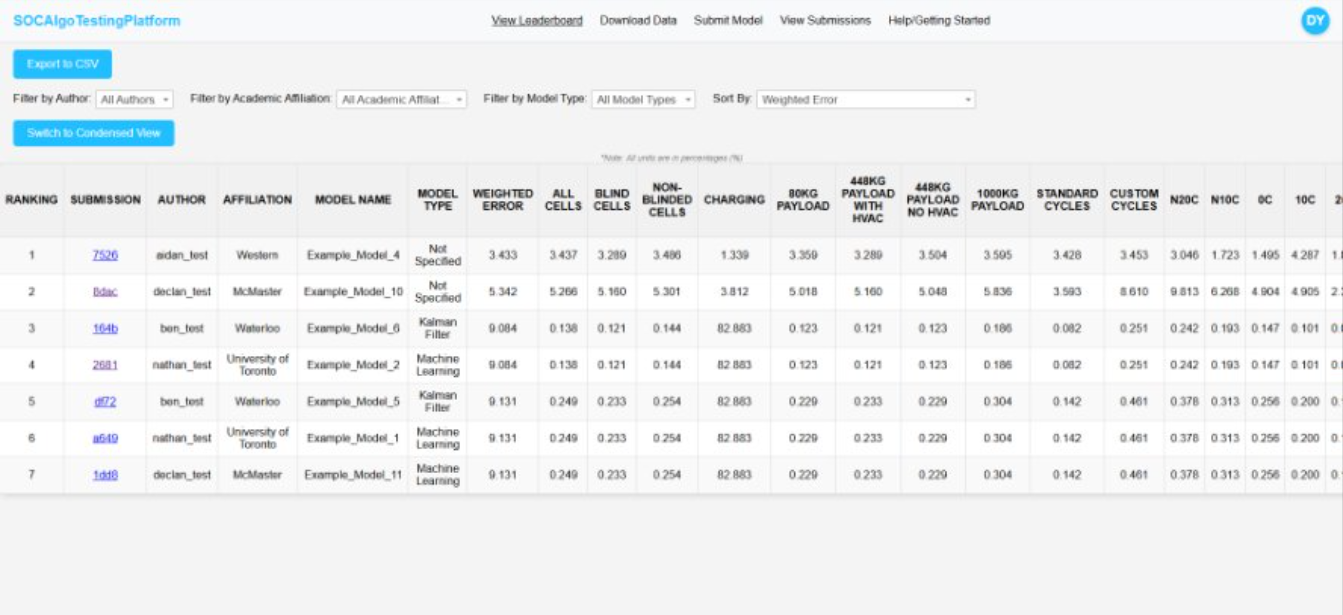 SOCAlgoTestingPlatform View Leaderboard Download Data Submit Model View Submissions Help/Getting Started DY
Export to CSV
Filter by Author: All Authors Filter by Academic Affiliation: All Academic Affiliat... Filter by Model Type: All Model Types Sort By: Weighted Error
Switch to Condensed View
*Note: All units are in percentages (%)
RANKING SUBMISSION AUTHOR AFFILIATION MODEL NAME MODEL TYPE WEIGHTED ERROR ALL CELLS BLIND CELLS NON-BLINDED CELLS CHARGING 80KG PAYLOAD 448KG PAYLOAD WITH HVAC 448KG PAYLOAD NO HVAC 1000KG PAYLOAD STANDARD CYCLES CUSTOM CYCLES N20C N10C 0C 10C
1 7526 aidan_test Western Example_Model_4 Not Specified 3.433 3.437 3.289 3.486 1.339 3.359 3.289 3.504 3.595 3.428 3.453 3.046 1.723 1.495 4.287
2 8dac declan_test McMaster Example_Model_10 Not Specified 5.342 5.266 5.160 5.301 3.812 5.018 5.160 5.048 5.836 3.593 8.610 9.813 6.268 4.904 4.905
3 164b ben_test Waterloo Example_Model_6 Kalman Filter 9.084 0.138 0.121 0.144 82.883 0.123 0.121 0.123 0.186 0.082 0.251 0.242 0.193 0.147 0.101
4 2681 nathan_test University of Toronto Example_Model_2 Machine Learning 9.084 0.138 0.121 0.144 82.883 0.123 0.121 0.123 0.186 0.082 0.251 0.242 0.193 0.147 0.101
5 df72 ben_test Waterloo Example_Model_5 Kalman Filter 9.131 0.249 0.233 0.254 82.883 0.229 0.233 0.229 0.304 0.142 0.461 0.378 0.313 0.256 0.200
6 a649 nathan_test University of Toronto Example_Model_1 Machine Learning 9.131 0.249 0.233 0.254 82.883 0.229 0.233 0.229 0.304 0.142 0.461 0.378 0.313 0.256 0.200
7 1dd8 declan_test McMaster Example_Model_11 Machine Learning 9.131 0.249 0.233 0.254 82.883 0.229 0.233 0.229 0.304 0.142 0.461 0.378 0.313 0.256 0.200